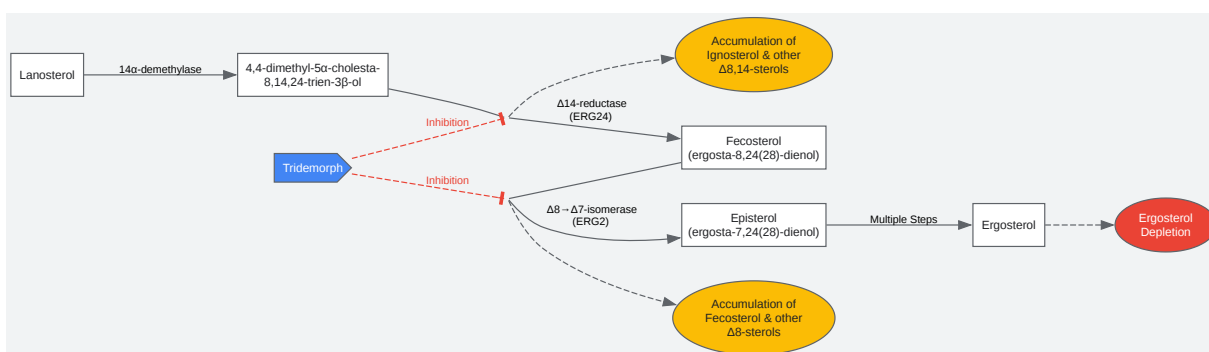 Lanosterol
14α-demethylase
4,4-dimethyl-5α-cholesta-
8,14,24-trien-3β-ol
Accumulation of
Ignosterol & other
Δ8,14-sterols
Δ14-reductase
(ERG24)
Inhibition
Fecosterol
(ergosta-8,24(28)-dienol)
Tridemorph
Inhibition
Δ8→Δ7-isomerase
(ERG2)
Episterol
(ergosta-7,24(28)-dienol)
Multiple Steps
Ergosterol
Ergosterol
Depletion
Accumulation of
Fecosterol & other
Δ8-sterols